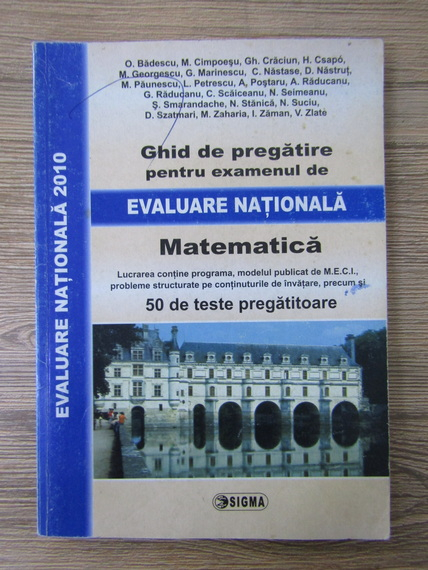 O. Bădescu, M. Cimpoeşu, Gh. Crăciun, H. Csapó,
M. Georgescu, G. Marinescu, C. Năstase, D. Năstruţ,
M. Păunescu, L. Petrescu, A. Poştaru, A. Răducanu,
G. Răducanu, C. Scăiceanu, N. Seimeanu,
Ş. Smarandache, N. Stănică, N. Suciu,
D. Szatmari, M. Zaharia, I. Záman, V. Zlate
Ghid de pregătire
pentru examenul de
EVALUARE NAŢIONALĂ
Matematică
Lucrarea conţine programa, modelul publicat de M.E.C.I.,
probleme structurate pe conţinuturile de învăţare, precum şi
50 de teste pregătitoare
SIGMA
EVALUARE NAŢIONALĂ 2010